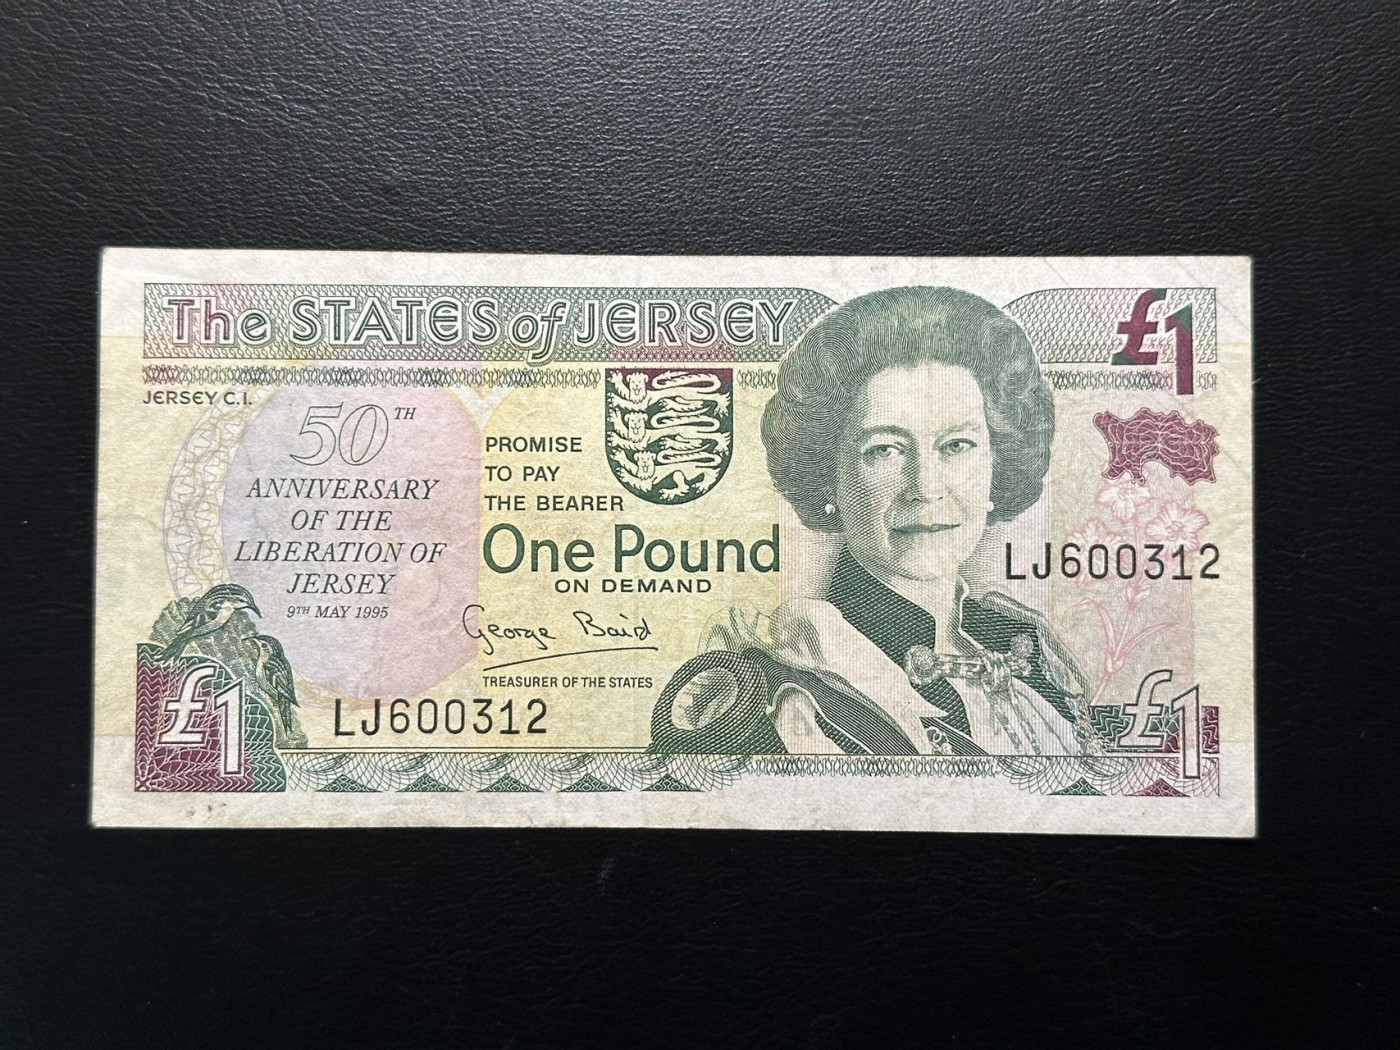 The STATES of JERSEY
£1
JERSEY C.I.
50TH
ANNIVERSARY
OF THE
LIBERATION OF
JERSEY
9TH MAY 1995
PROMISE
TO PAY
THE BEARER
One Pound
ON DEMAND
George Baird
TREASURER OF THE STATES
LJ600312
LJ600312
£1
£1